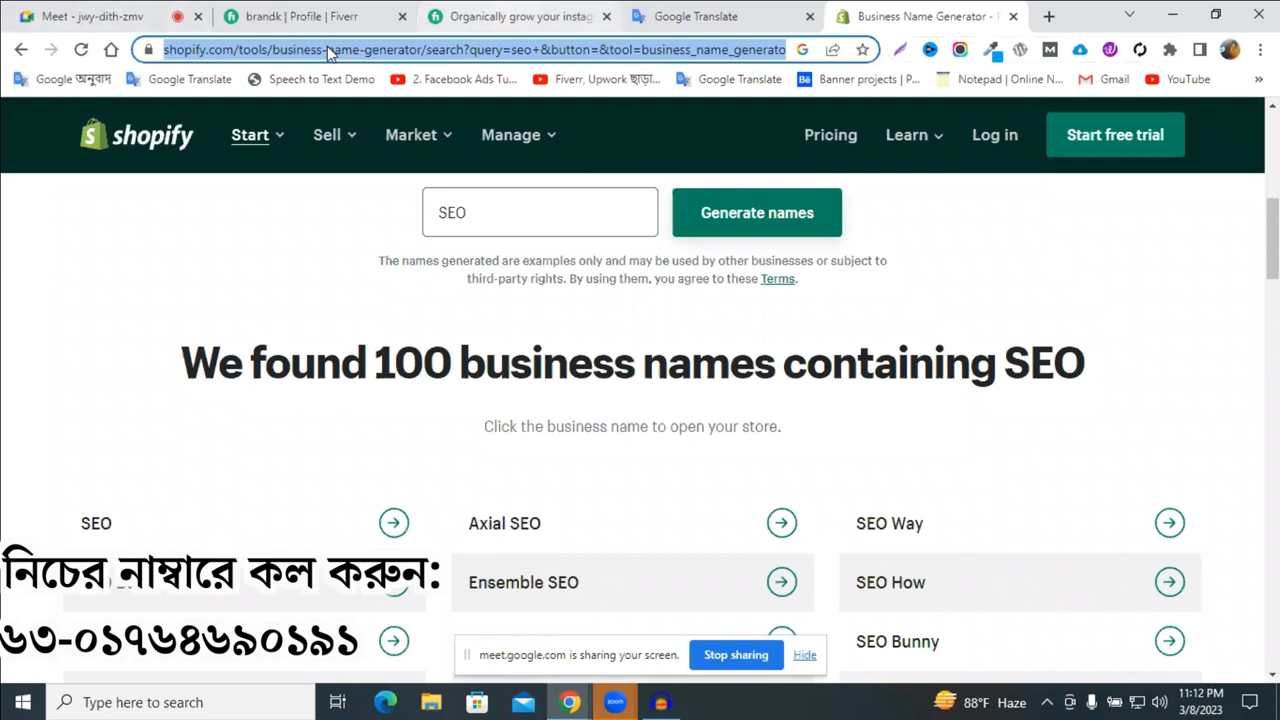 Meet - jwy-dith-zmv
brandk | Profile | Fiverr
Organically grow your instag
Google Translate
Business Name Generator - F
shopify.com/tools/business-name-generator/search?query=seo+&button=&tool=business_name_generato
Google অনুবাদ
Google Translate
Speech to Text Demo
2. Facebook Ads Tu...
Fiverr, Upwork ছাড়া...
Google Translate
Banner projects | P...
Notepad | Online N...
Gmail
YouTube
shopify
Start
Sell
Market
Manage
Pricing
Learn
Log in
Start free trial
SEO
Generate names
The names generated are examples only and may be used by other businesses or subject to
third-party rights. By using them, you agree to these Terms.
We found 100 business names containing SEO
Click the business name to open your store.
SEO
Axial SEO
SEO Way
নিচের নাম্বারে কল করুন:
Ensemble SEO
SEO How
৬৩-০১৭৬৪৬৯০১৯১
SEO Bunny
meet.google.com is sharing your screen.
Stop sharing
Hide
Type here to search
88°F Haze
11:12 PM
3/8/2023